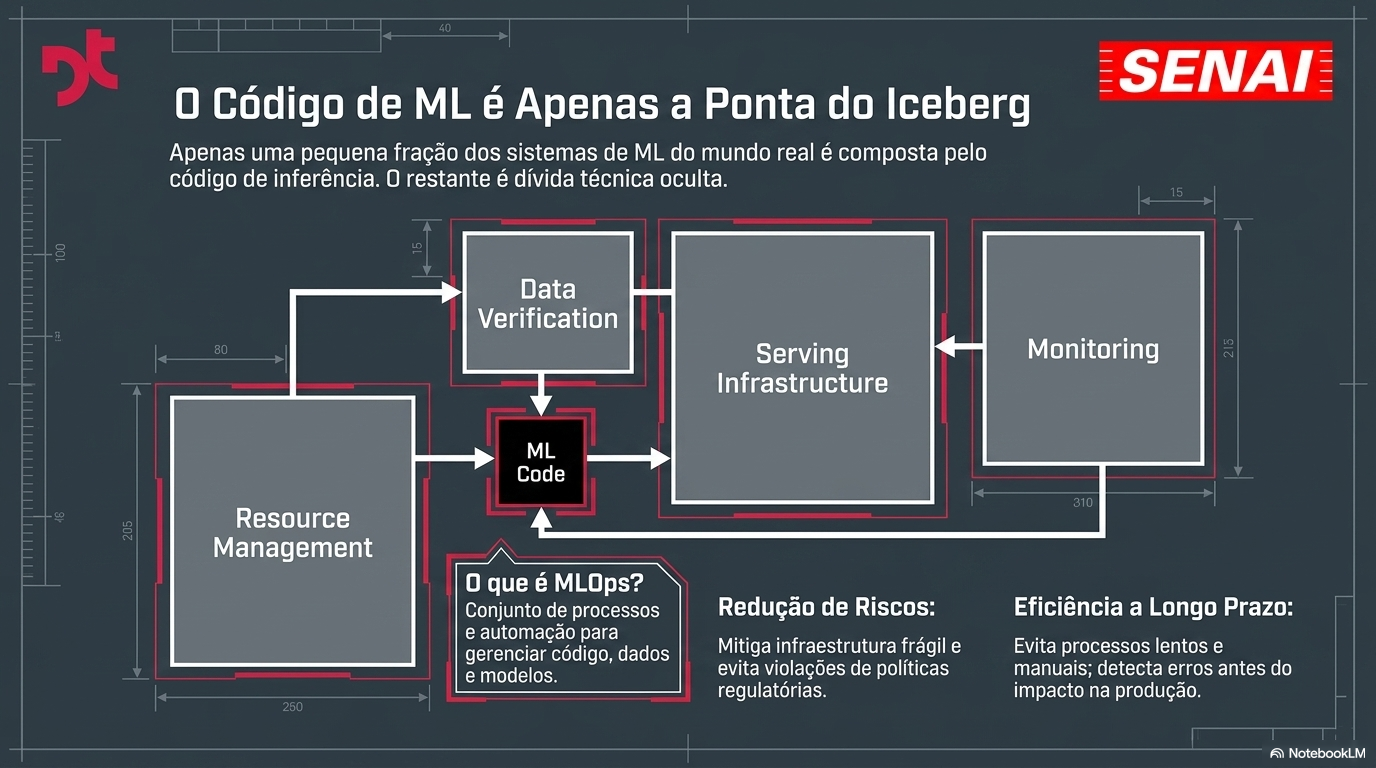 40
SENAI
O Código de ML é Apenas a Ponta do Iceberg
Apenas uma pequena fração dos sistemas de ML do mundo real é composta pelo
código de inferência. O restante é dívida técnica oculta.
15
15
100
Data
Verification
Serving
Infrastructure
Monitoring
213
80
ML
Code
205
Resource
Management
310
O que é MLOps?
Conjunto de processos
e automação para
gerenciar código, dados
e modelos.
Redução de Riscos:
Mitiga infraestrutura frágil e
evita violações de políticas
regulatórias.
Eficiência a Longo Prazo:
Evita processos lentos e
manuais; detecta erros antes do
impacto na produção.
260
NotebookLM